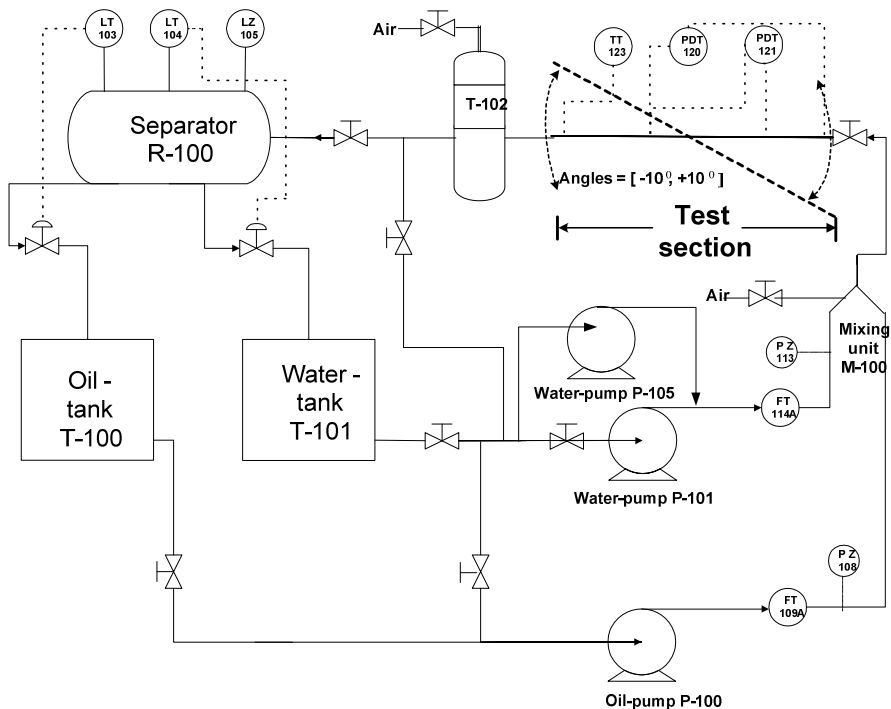 LT
103
LT
104
LZ
105
Air
TT
123
PDT
120
PDT
121
T-102
Separator
R-100
Angles = [ -10⁰, +10⁰ ]
Test
section
Air
Mixing
unit
M-100
P Z
113
Oil -
tank
T-100
Water -
tank
T-101
Water-pump P-105
FT
114A
Water-pump P-101
P Z
108
FT
109A
Oil-pump P-100